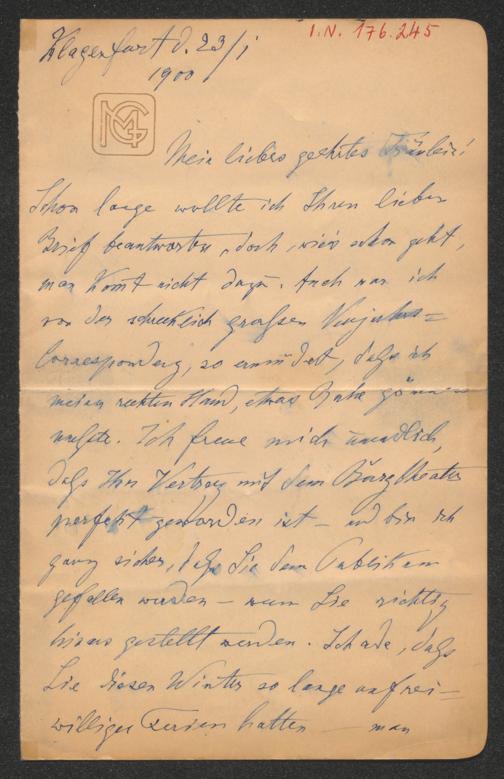 I.N. 176.245
Klagenfurt d. 23/I
1900
MG
Mein liebes geehrtes Fräulein!
Schon lange wollte ich Ihren lieben
Brief beantworten, doch, wie's schon geht,
man kom̄t nicht dazu. Auch war ich
von der schrecklich großen Neujahrs=
Correspondenz, so ermüdet, daß ich
meiner rechten Hand, etwas Ruhe gönnen
mußte. Ich freue mich unendlich,
daß Ihr Vertrag mit dem Burgtheater
perfekt geworden ist – und bin ich
ganz sicher, daß Sie dem Publikum
gefallen werden – wenn Sie richtig
hinaus gestellt werden. Schade, daß
Sie diesen Winter so lange unfrei=
williger Ferien hatten – man